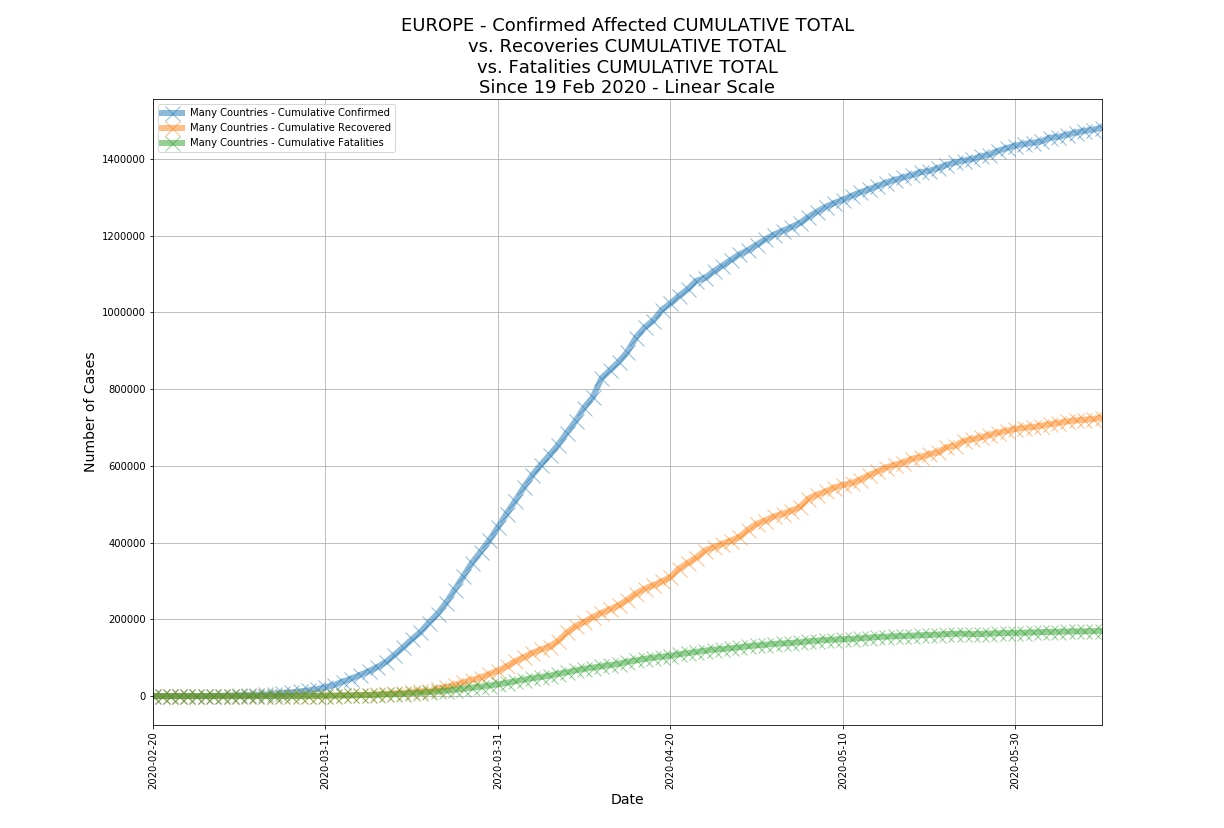 EUROPE - Confirmed Affected CUMULATIVE TOTAL
vs. Recoveries CUMULATIVE TOTAL
vs. Fatalities CUMULATIVE TOTAL
Since 19 Feb 2020 - Linear Scale
Many Countries - Cumulative Confirmed
Many Countries - Cumulative Recovered
Many Countries - Cumulative Fatalities
Number of Cases
1400000
1200000
1000000
800000
600000
400000
200000
0
2020-02-20
2020-03-11
2020-03-31
2020-04-20
2020-05-10
2020-05-30
Date